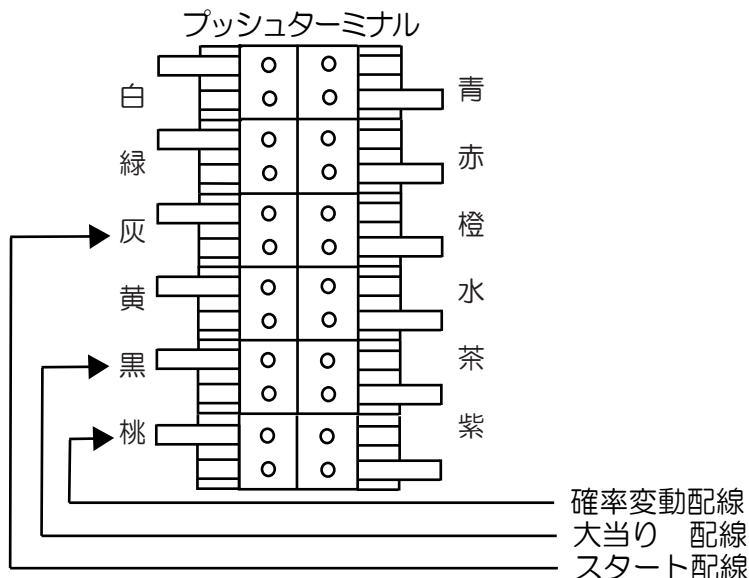 プッシュターミナル
白
青
緑
赤
灰
橙
黄
水
黒
茶
桃
紫
確率変動配線
大当り 配線
スタート配線